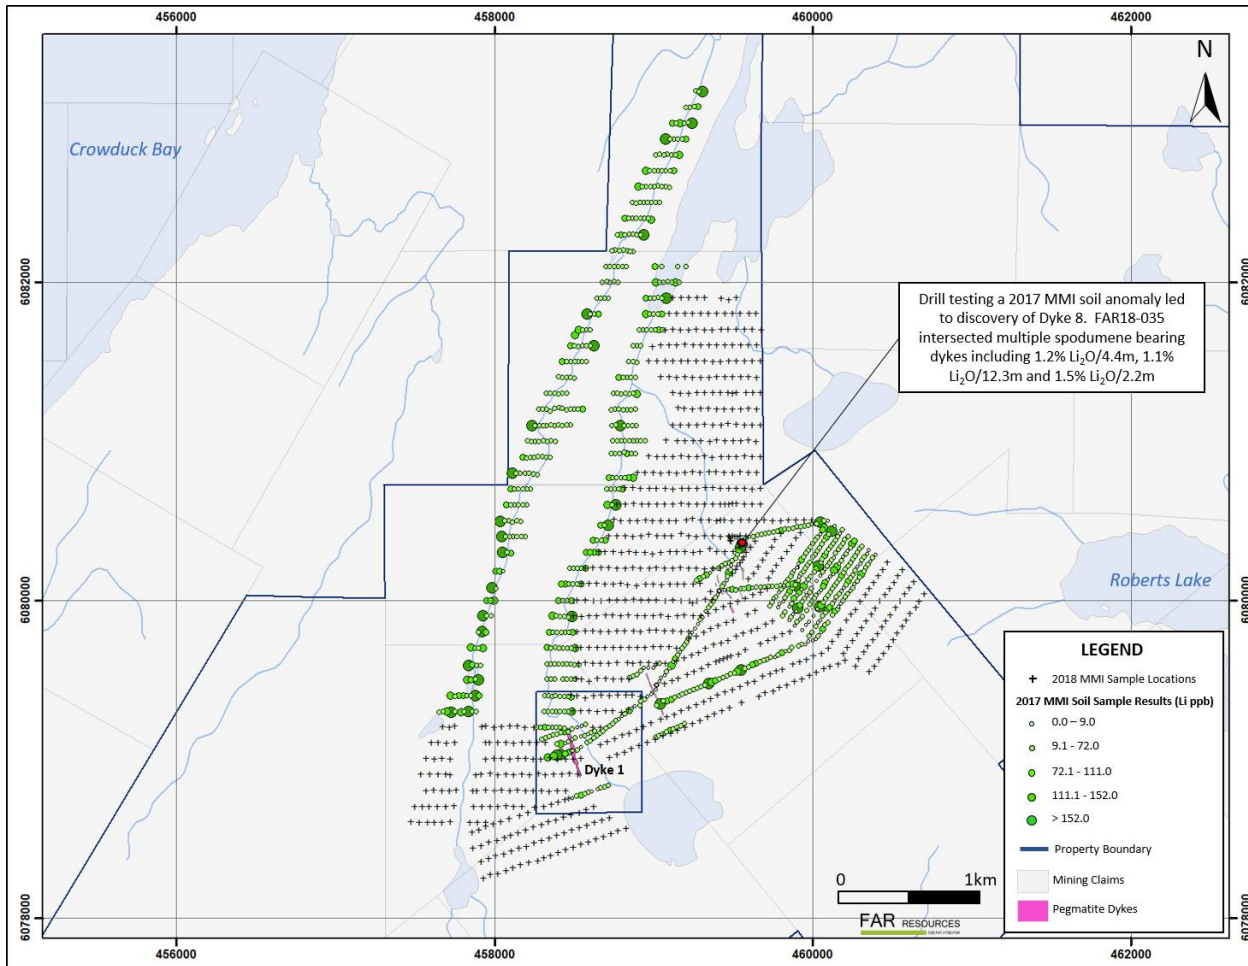 456000
458000
460000
462000
N
Crowduck Bay
6082000
6082000
Drill testing a 2017 MMI soil anomaly led
to discovery of Dyke 8. FAR18-035
intersected multiple spodumene bearing
dykes including 1.2% Li₂O/4.4m, 1.1%
Li₂O/12.3m and 1.5% Li₂O/2.2m
6080000
6080000
Roberts Lake
Dyke 1
LEGEND
2018 MMI Sample Locations
2017 MMI Soil Sample Results (Li ppb)
0.0 – 9.0
9.1 - 72.0
72.1 - 111.0
111.1 - 152.0
> 152.0
Property Boundary
Mining Claims
Pegmatite Dykes
0 1km
FAR RESOURCES
6078000
6078000
456000
458000
460000
462000